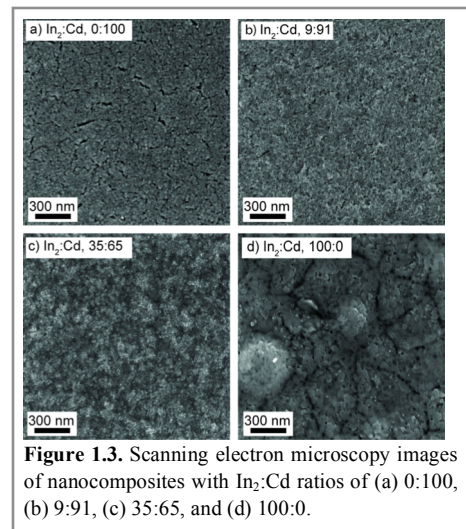 a) In₂:Cd, 0:100
b) In₂:Cd, 9:91
300 nm
300 nm
c) In₂:Cd, 35:65
d) In₂:Cd, 100:0
300 nm
300 nm
Figure 1.3. Scanning electron microscopy images
of nanocomposites with In₂:Cd ratios of (a) 0:100,
(b) 9:91, (c) 35:65, and (d) 100:0.